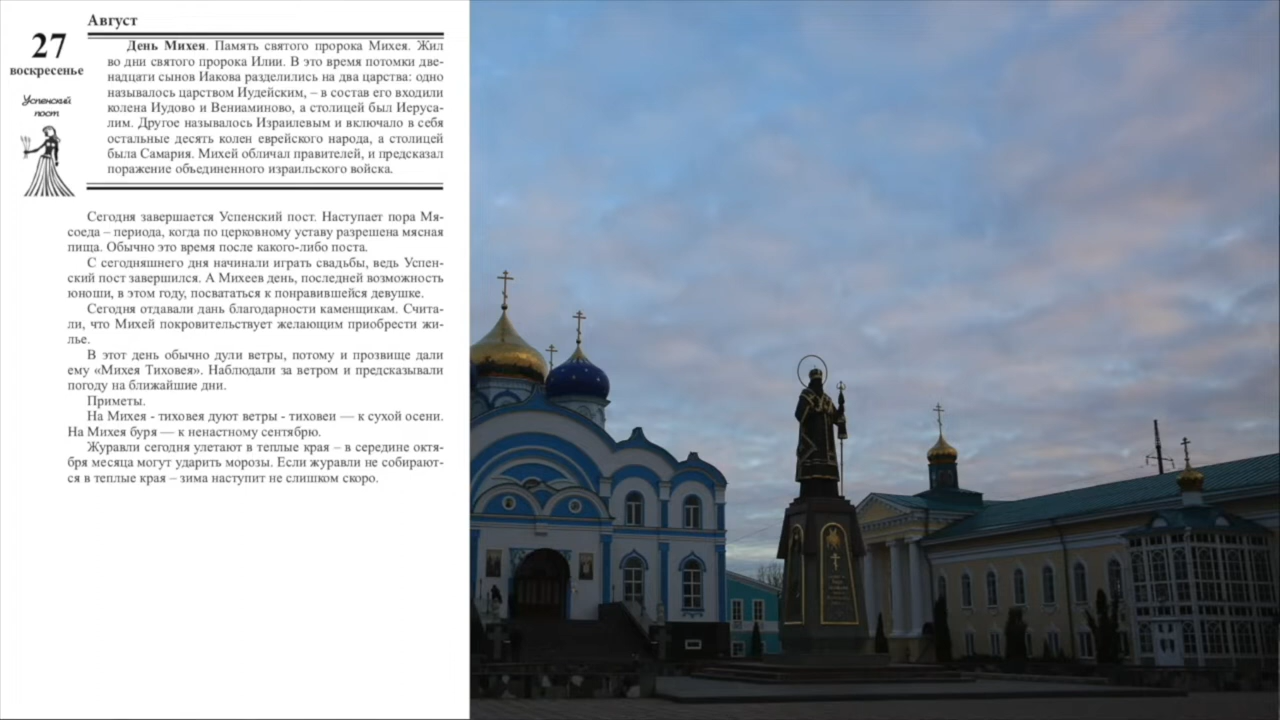 Август
27
воскресенье
Успенский
пост
День Михея. Память святого пророка Михея. Жил
во дни святого пророка Илии. В это время потомки две-
надцати сынов Иакова разделились на два царства: одно
называлось царством Иудейским, – в состав его входили
колена Иудово и Вениаминово, а столицей был Иеруса-
лим. Другое называлось Израилевым и включало в себя
остальные десять колен еврейского народа, а столицей
была Самария. Михей обличал правителей, и предсказал
поражение объединенного израильского войска.
Сегодня завершается Успенский пост. Наступает пора Мя-
соеда – периода, когда по церковному уставу разрешена мясная
пища. Обычно это время после какого-либо поста.
С сегодняшнего дня начинали играть свадьбы, ведь Успен-
ский пост завершился. А Михеев день, последней возможность
юноши, в этом году, посвататься к понравившейся девушке.
Сегодня отдавали дань благодарности каменщикам. Счита-
ли, что Михей покровительствует желающим приобрести жи-
лье.
В этот день обычно дули ветры, потому и прозвище дали
ему «Михея Тиховея». Наблюдали за ветром и предсказывали
погоду на ближайшие дни.
Приметы.
На Михея - тиховея дуют ветры - тиховеи — к сухой осени.
На Михея буря — к ненастному сентябрю.
Журавли сегодня улетают в теплые края – в середине октя-
бря месяца могут ударить морозы. Если журавли не собирают-
ся в теплые края – зима наступит не слишком скоро.